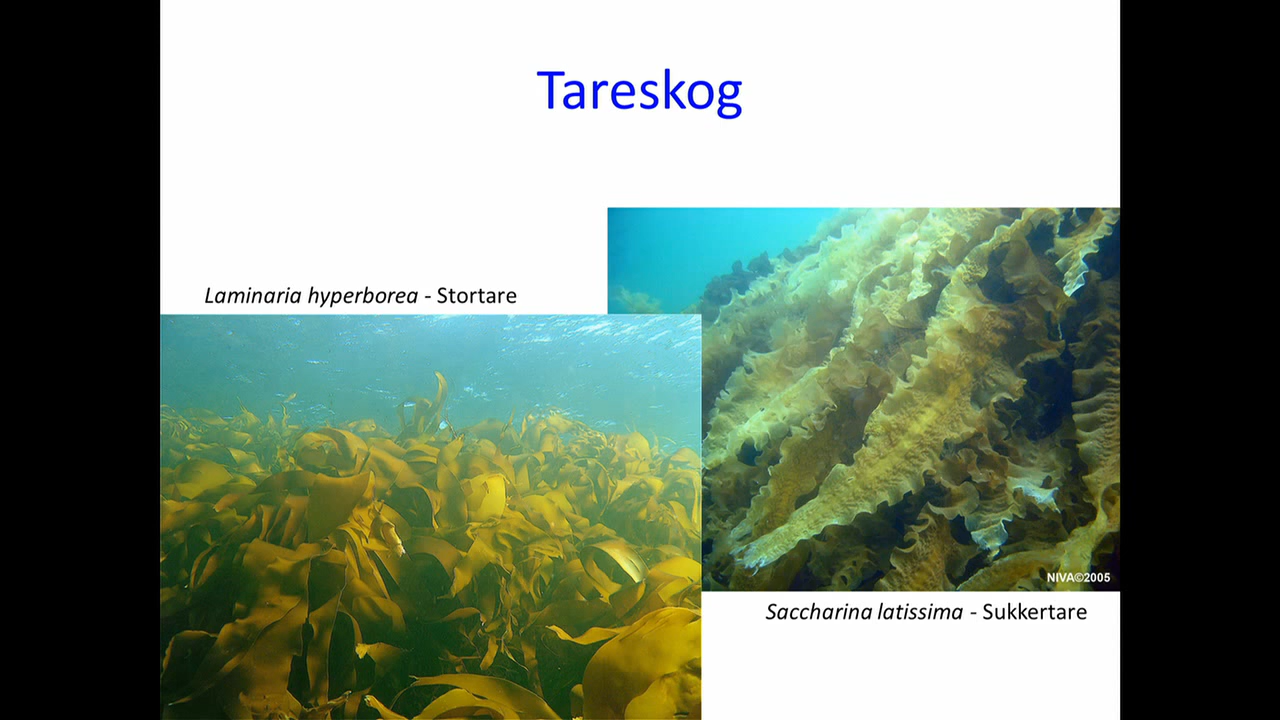 Tareskog
Laminaria hyperborea - Stortare
NIVA©2005
Saccharina latissima - Sukkertare